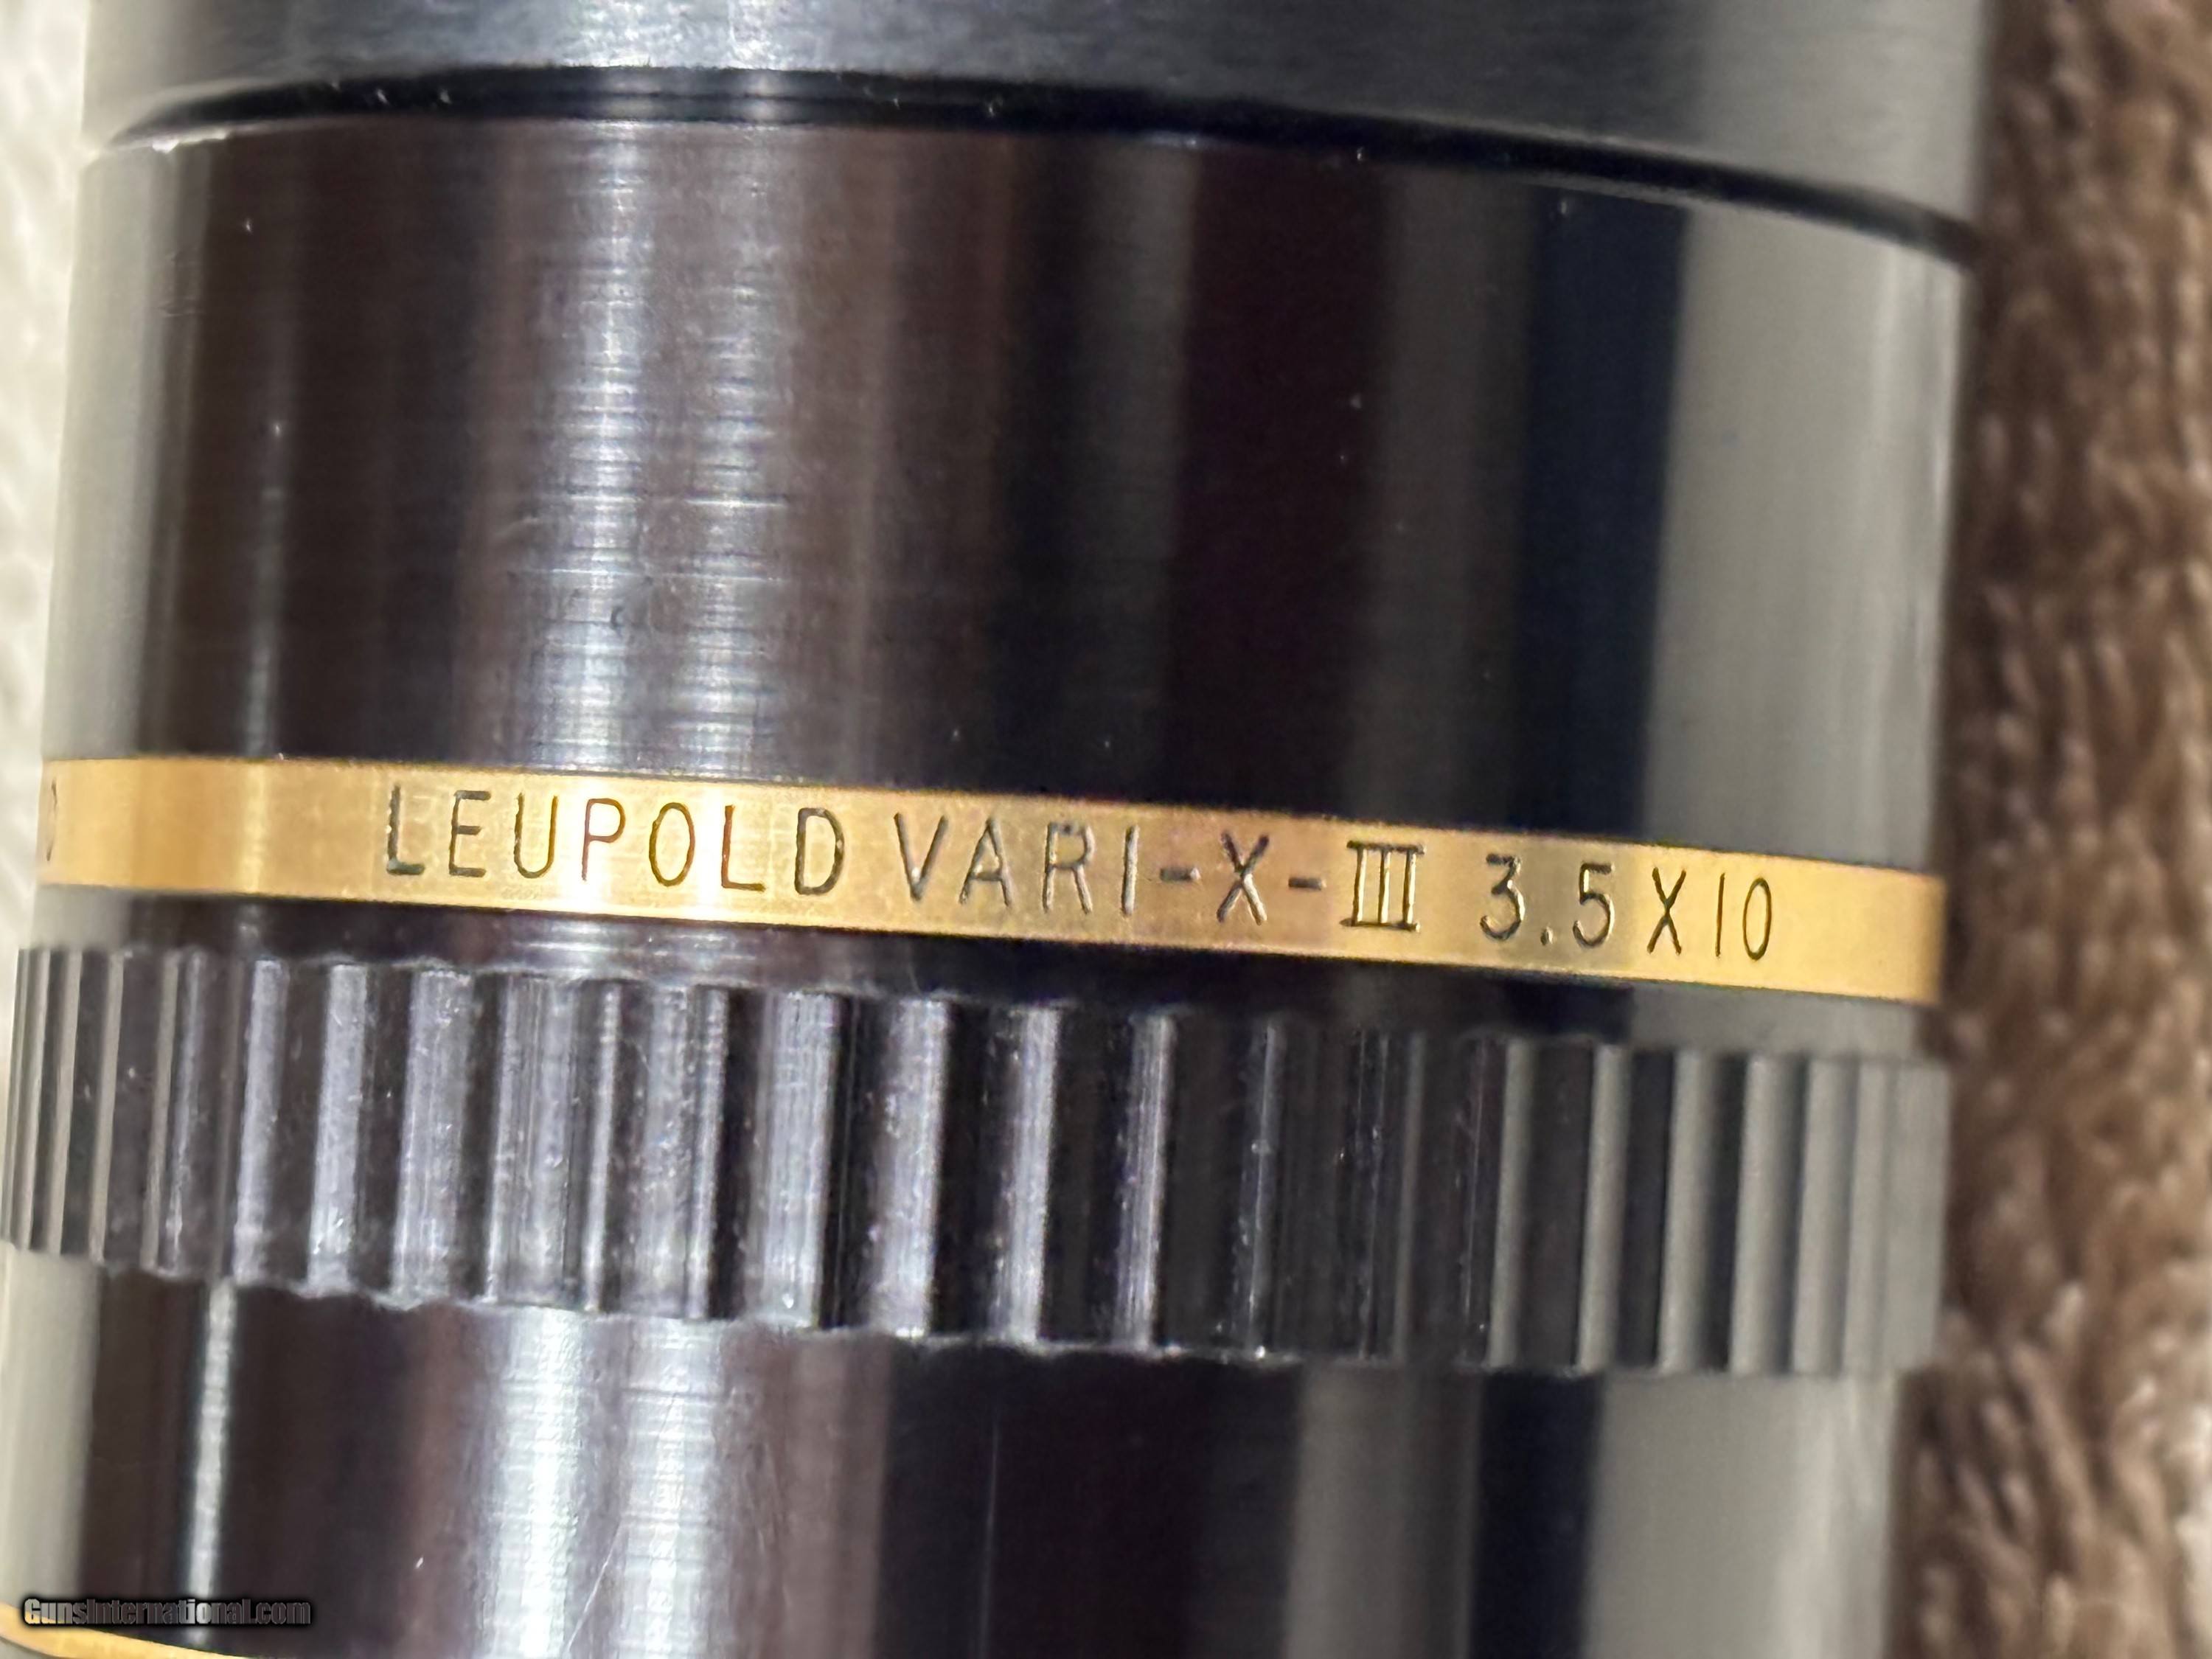 LEUPOLD VARI-X-III 3.5X10
GunsInternational.com